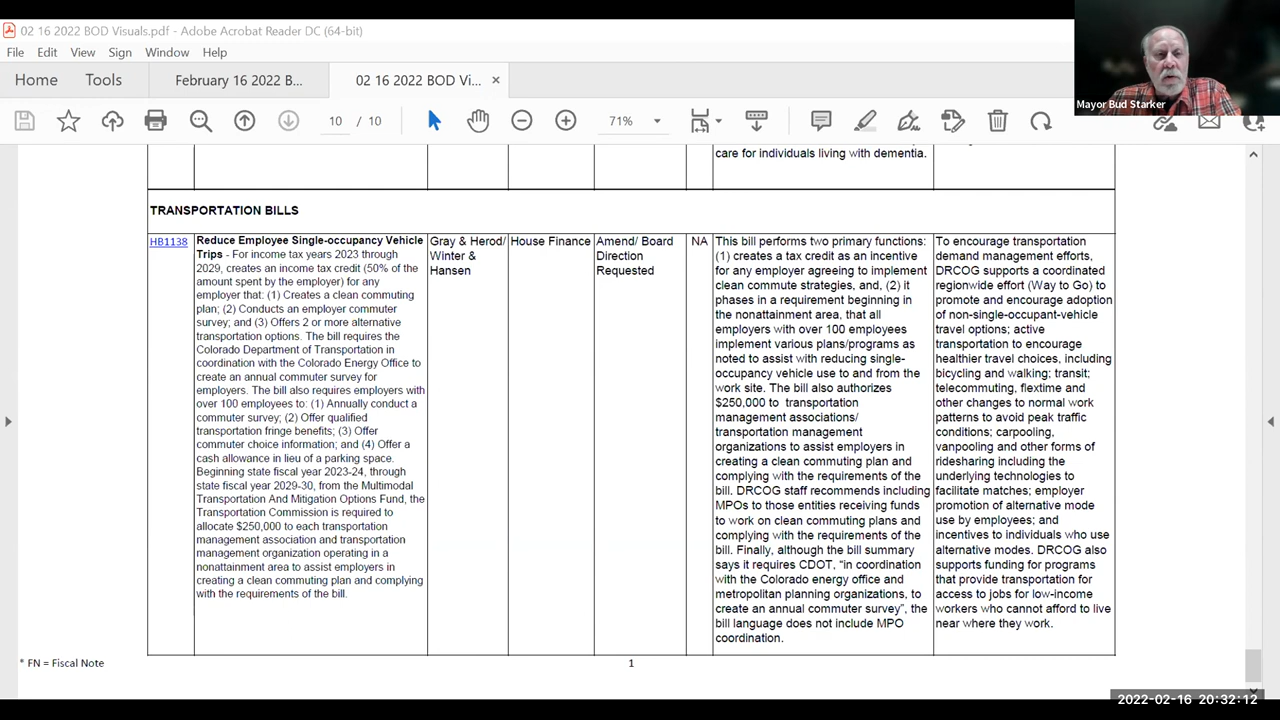 02 16 2022 BOD Visuals.pdf - Adobe Acrobat Reader DC (64-bit)
File Edit View Sign Window Help
Home Tools February 16 2022 B... 02 16 2022 BOD Vi... ×
10 / 10 71%
Mayor Bud Starker
care for individuals living with dementia.
TRANSPORTATION BILLS
HB1138
Reduce Employee Single-occupancy Vehicle
Trips - For income tax years 2023 through
2029, creates an income tax credit (50% of the
amount spent by the employer) for any
employer that: (1) Creates a clean commuting
plan; (2) Conducts an employer commuter
survey; and (3) Offers 2 or more alternative
transportation options. The bill requires the
Colorado Department of Transportation in
coordination with the Colorado Energy Office to
create an annual commuter survey for
employers. The bill also requires employers with
over 100 employees to: (1) Annually conduct a
commuter survey; (2) Offer qualified
transportation fringe benefits; (3) Offer
commuter choice information; and (4) Offer a
cash allowance in lieu of a parking space.
Beginning state fiscal year 2023-24, through
state fiscal year 2029-30, from the Multimodal
Transportation And Mitigation Options Fund, the
Transportation Commission is required to
allocate $250,000 to each transportation
management association and transportation
management organization operating in a
nonattainment area to assist employers in
creating a clean commuting plan and complying
with the requirements of the bill.
Gray & Herod/
Winter &
Hansen
House Finance
Amend/ Board
Direction
Requested
NA
This bill performs two primary functions:
(1) creates a tax credit as an incentive
for any employer agreeing to implement
clean commute strategies, and, (2) it
phases in a requirement beginning in
the nonattainment area, that all
employers with over 100 employees
implement various plans/programs as
noted to assist with reducing single-
occupancy vehicle use to and from the
work site. The bill also authorizes
$250,000 to transportation
management associations/
transportation management
organizations to assist employers in
creating a clean commuting plan and
complying with the requirements of the
bill. DRCOG staff recommends including
MPOs to those entities receiving funds
to work on clean commuting plans and
complying with the requirements of the
bill. Finally, although the bill summary
says it requires CDOT, “in coordination
with the Colorado energy office and
metropolitan planning organizations, to
create an annual commuter survey”, the
bill language does not include MPO
coordination.
To encourage transportation
demand management efforts,
DRCOG supports a coordinated
regionwide effort (Way to Go) to
promote and encourage adoption
of non-single-occupant-vehicle
travel options; active
transportation to encourage
healthier travel choices, including
bicycling and walking; transit;
telecommuting, flextime and
other changes to normal work
patterns to avoid peak traffic
conditions; carpooling,
vanpooling and other forms of
ridesharing including the
underlying technologies to
facilitate matches; employer
promotion of alternative mode
use by employees; and
incentives to individuals who use
alternative modes. DRCOG also
supports funding for programs
that provide transportation for
access to jobs for low-income
workers who cannot afford to live
near where they work.
* FN = Fiscal Note 1
2022-02-16 20:32:12